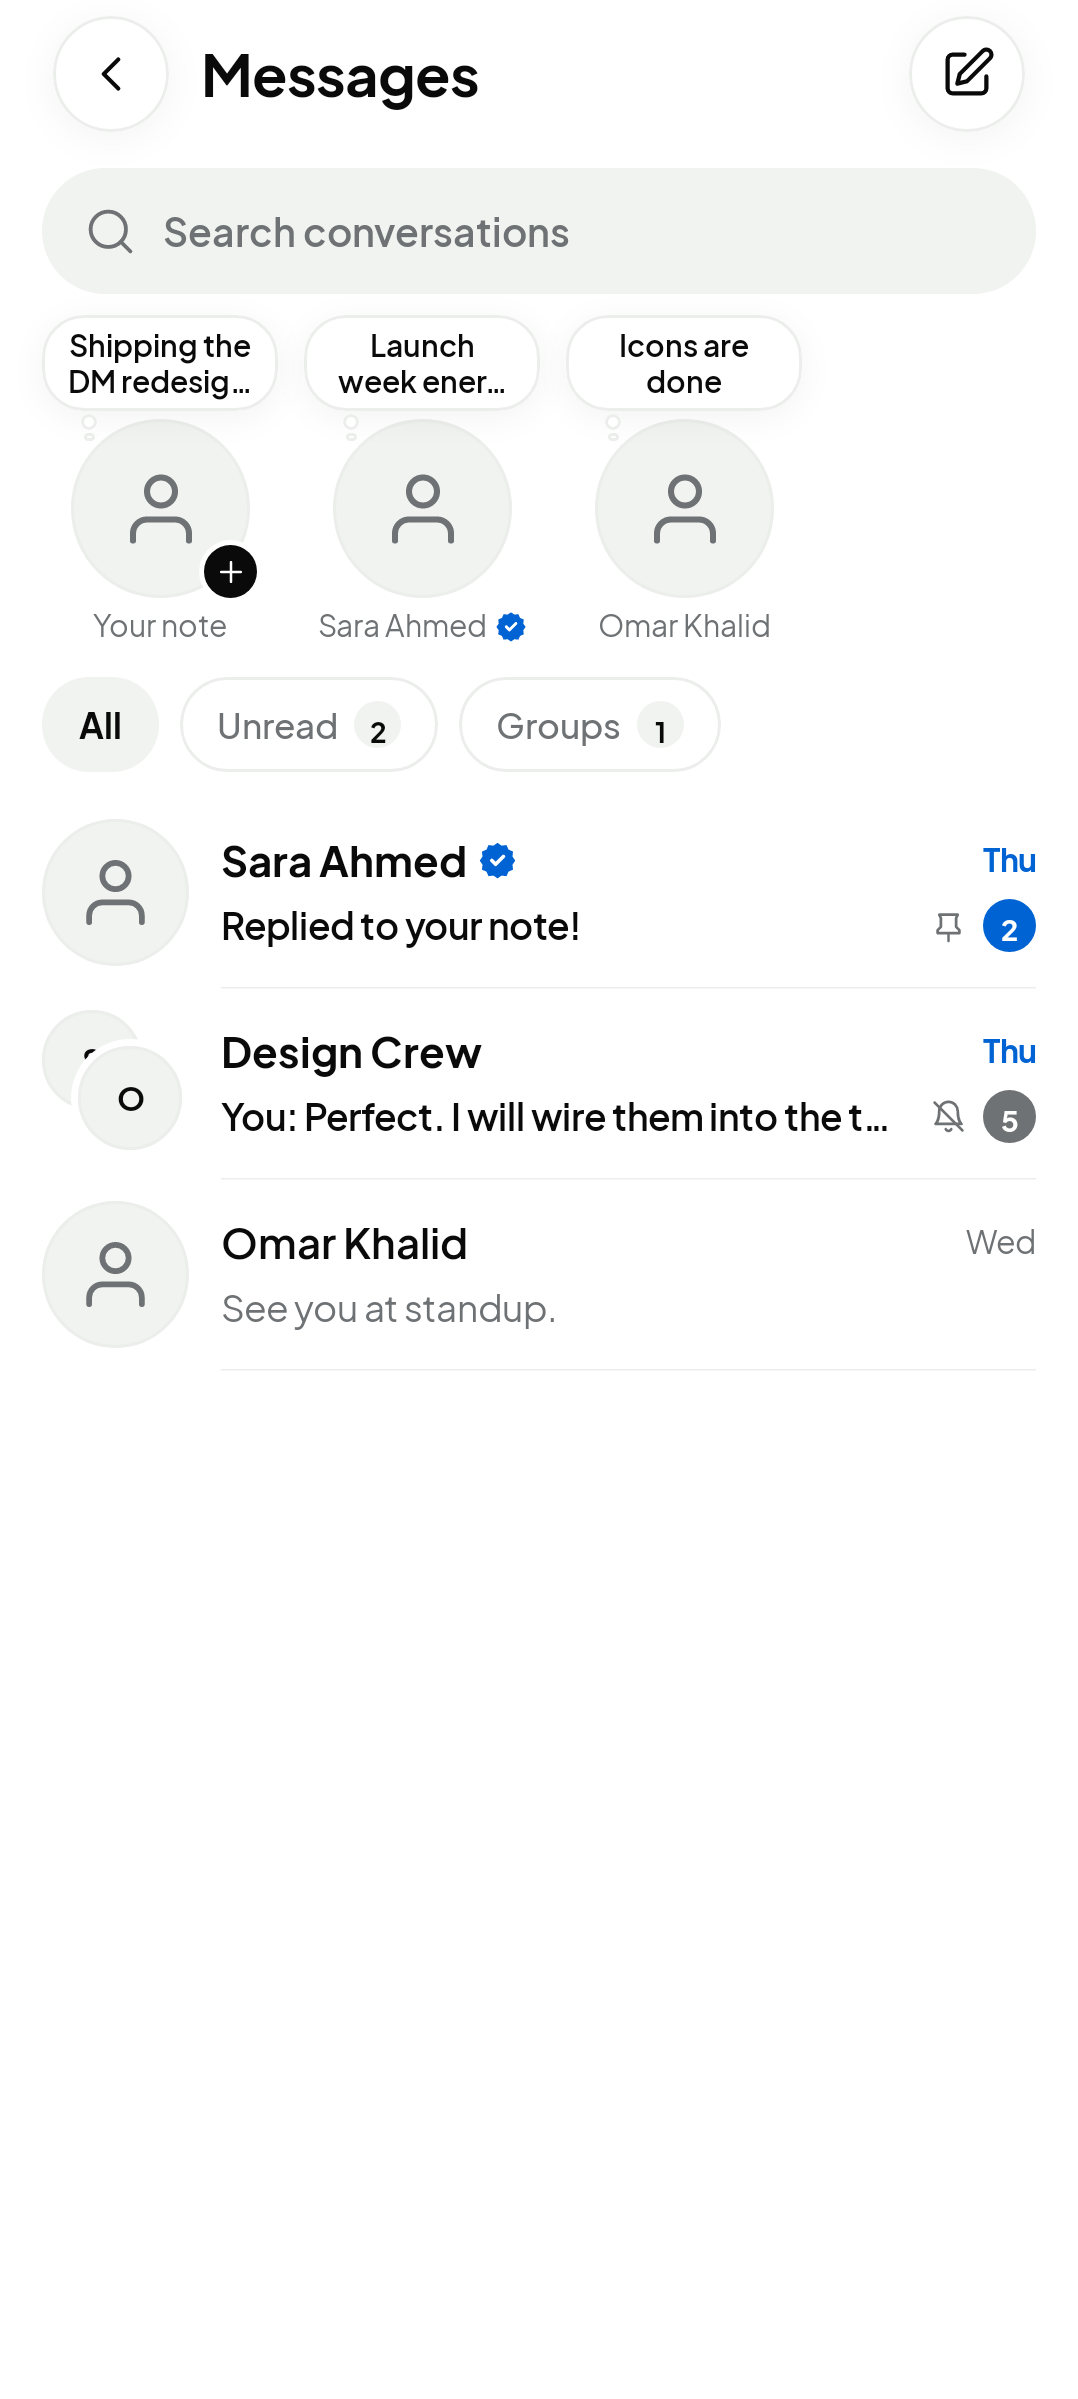 Messages
Search conversations
Shipping the
DM redesig...
Launch
week ener...
Icons are
done
Your note
Sara Ahmed
Omar Khalid
All
Unread 2
Groups 1
Sara Ahmed
Thu
Replied to your note!
2
Design Crew
Thu
O
You: Perfect. I will wire them into the t...
5
Omar Khalid
Wed
See you at standup.